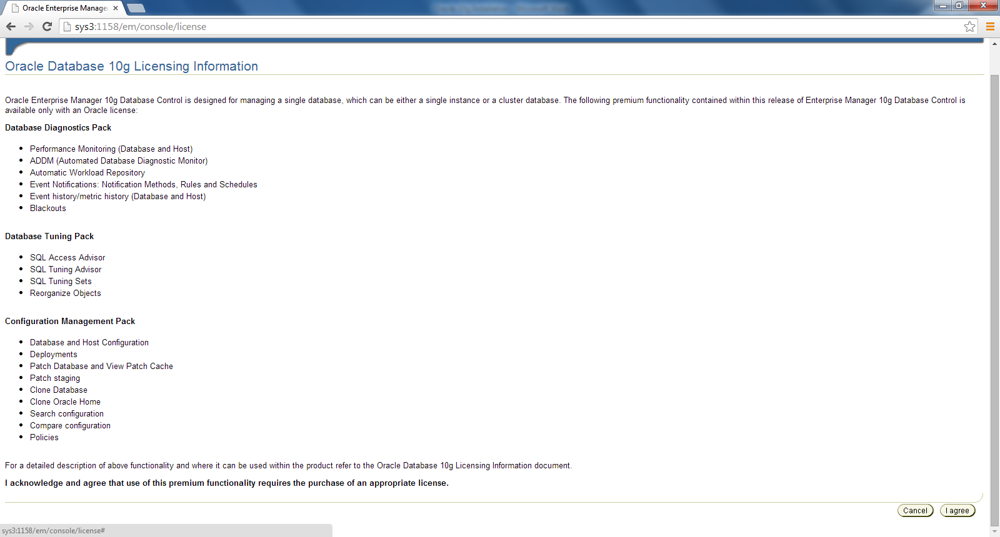 Oracle Enterprise Manage
sys3:1158/em/console/license
Oracle Database 10g Licensing Information
Oracle Enterprise Manager 10g Database Control is designed for managing a single database, which can be either a single instance or a cluster database. The following premium functionality contained within this release of Enterprise Manager 10g Database Control is
available only with an Oracle license:
Database Diagnostics Pack
• Performance Monitoring (Database and Host)
• ADDM (Automated Database Diagnostic Monitor)
• Automatic Workload Repository
• Event Notifications: Notification Methods, Rules and Schedules
• Event history/metric history (Database and Host)
• Blackouts
Database Tuning Pack
• SQL Access Advisor
• SQL Tuning Advisor
• SQL Tuning Sets
• Reorganize Objects
Configuration Management Pack
• Database and Host Configuration
• Deployments
• Patch Database and View Patch Cache
• Patch staging
• Clone Database
• Clone Oracle Home
• Search configuration
• Compare configuration
• Policies
For a detailed description of above functionality and where it can be used within the product refer to the Oracle Database 10g Licensing Information document.
I acknowledge and agree that use of this premium functionality requires the purchase of an appropriate license.
Cancel I agree
sys3:1158/em/console/license#